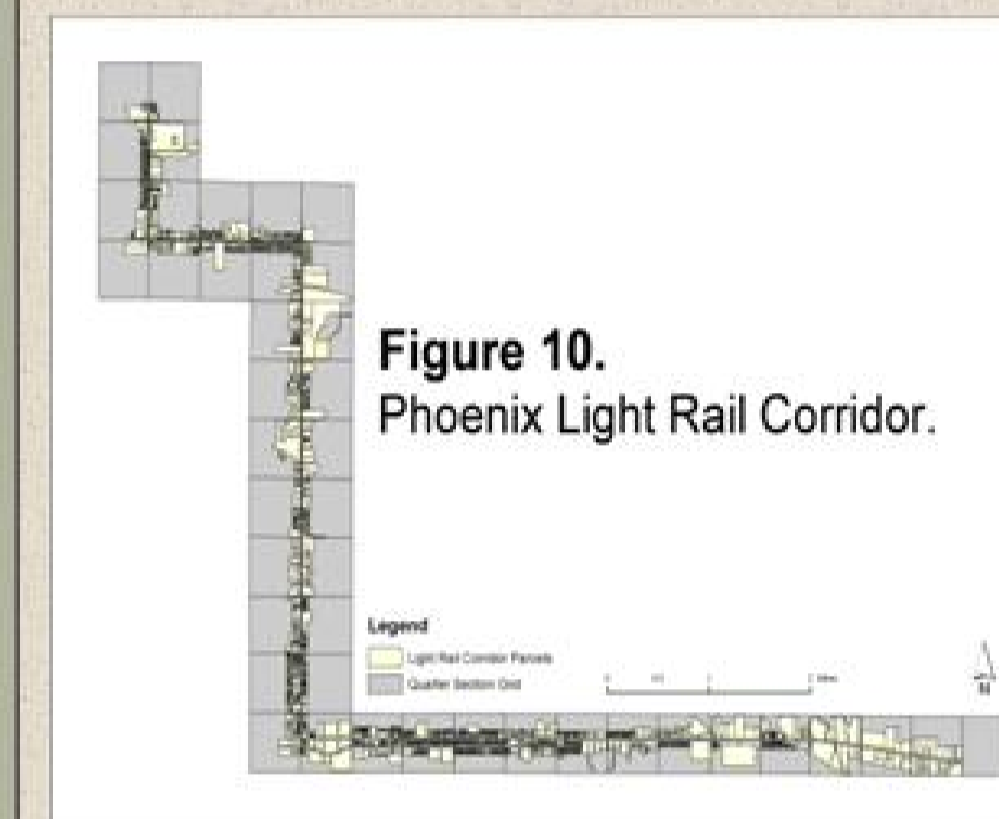 Figure 10.
Phoenix Light Rail Corridor.
Legend
Light Rail Corridor Parcels
Quarter Section Grid
N